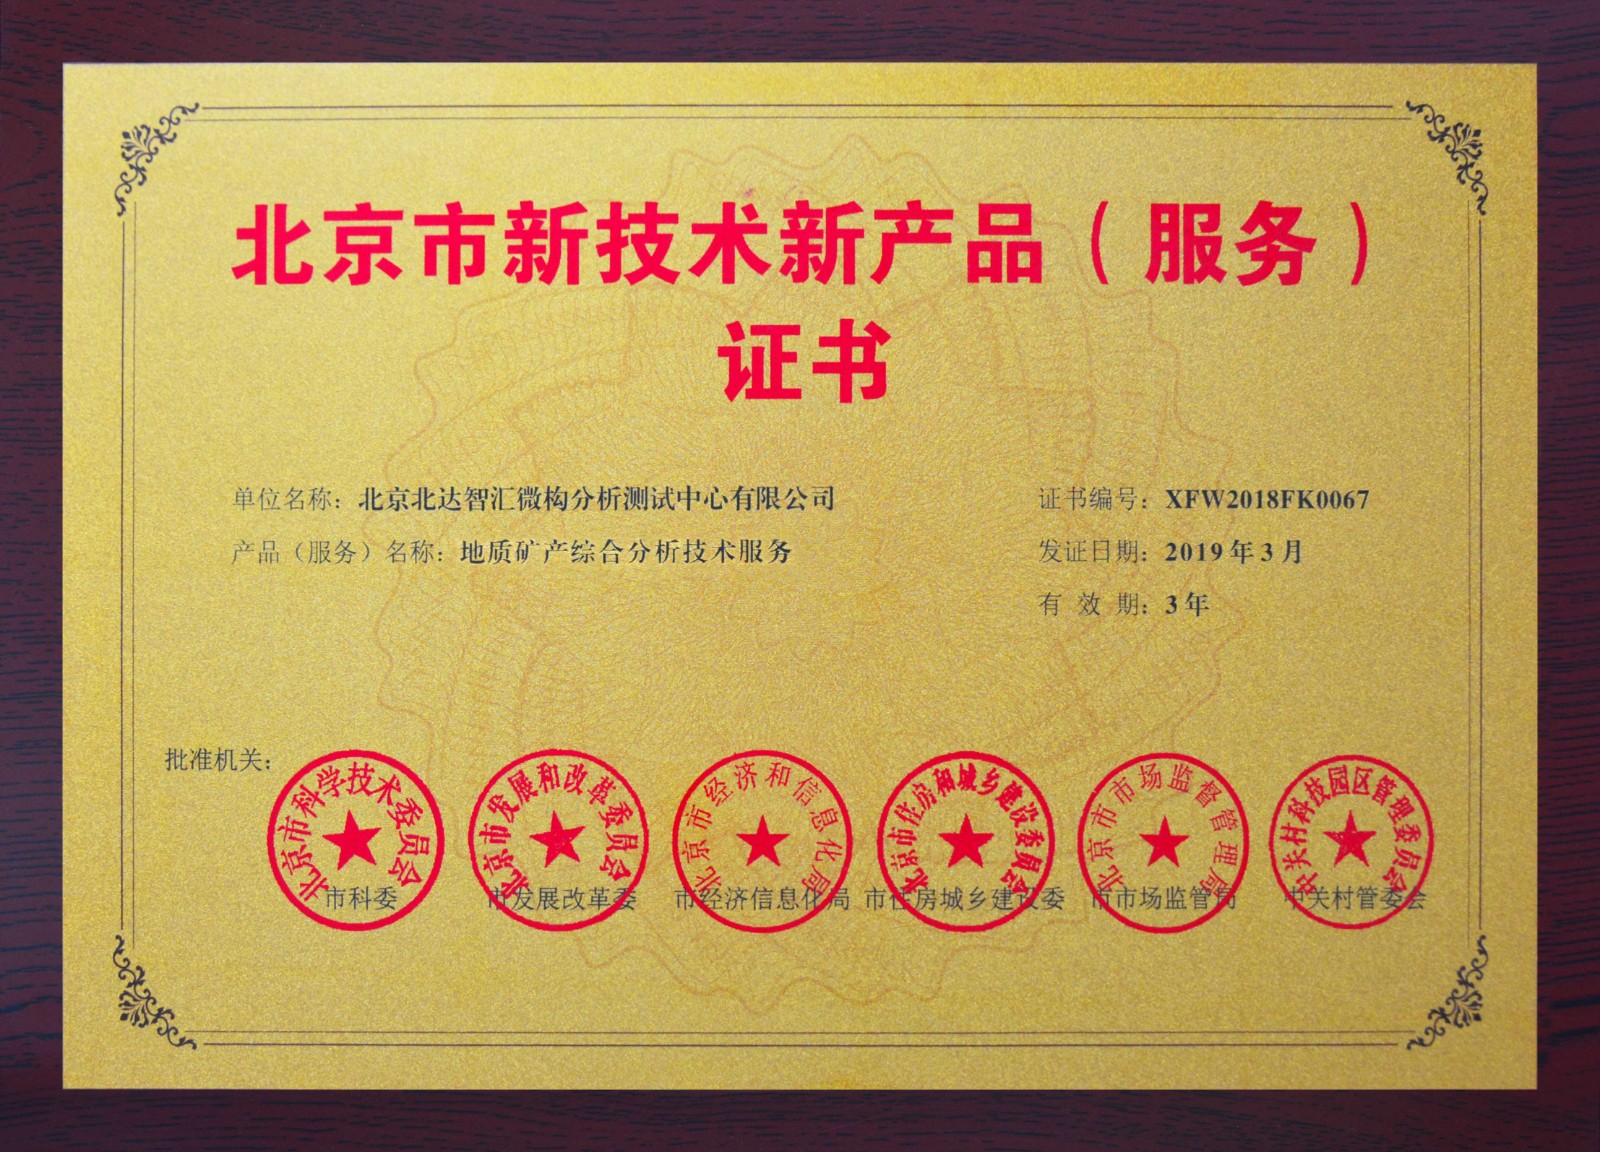 北京市新技术新产品（服务）
证书
单位名称：北京北达智汇微构分析测试中心有限公司
产品（服务）名称：地质矿产综合分析技术服务
证书编号：XFW2018FK0067
发证日期：2019年3月
有 效 期：3年
批准机关：
北京市科学技术委员会
北京市发展和改革委员会
北京市经济和信息化局
北京市住房和城乡建设委员会
北京市市场监督管理局
中关村科技园区管理委员会
市科委
市发展改革委
市经济信息化局
市住房城乡建设委
市市场监管局
中关村管委会